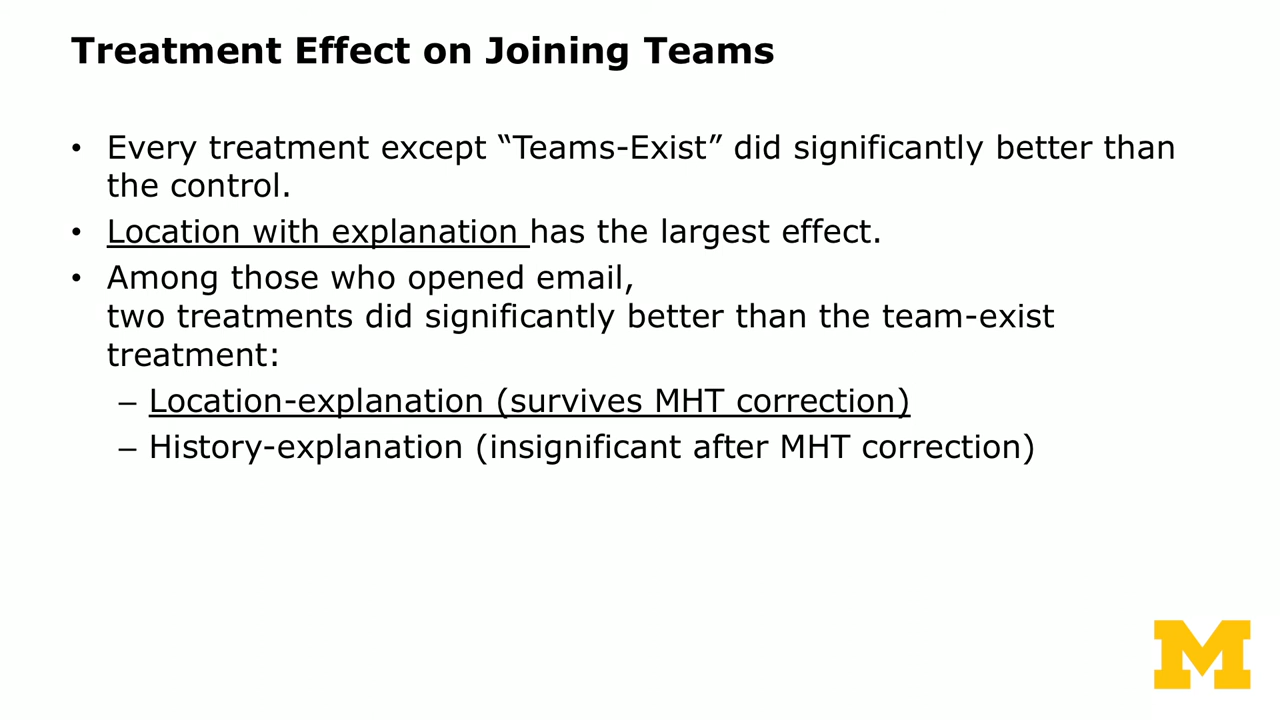 Treatment Effect on Joining Teams
• Every treatment except “Teams-Exist” did significantly better than
the control.
• Location with explanation has the largest effect.
• Among those who opened email,
two treatments did significantly better than the team-exist
treatment:
– Location-explanation (survives MHT correction)
– History-explanation (insignificant after MHT correction)
M